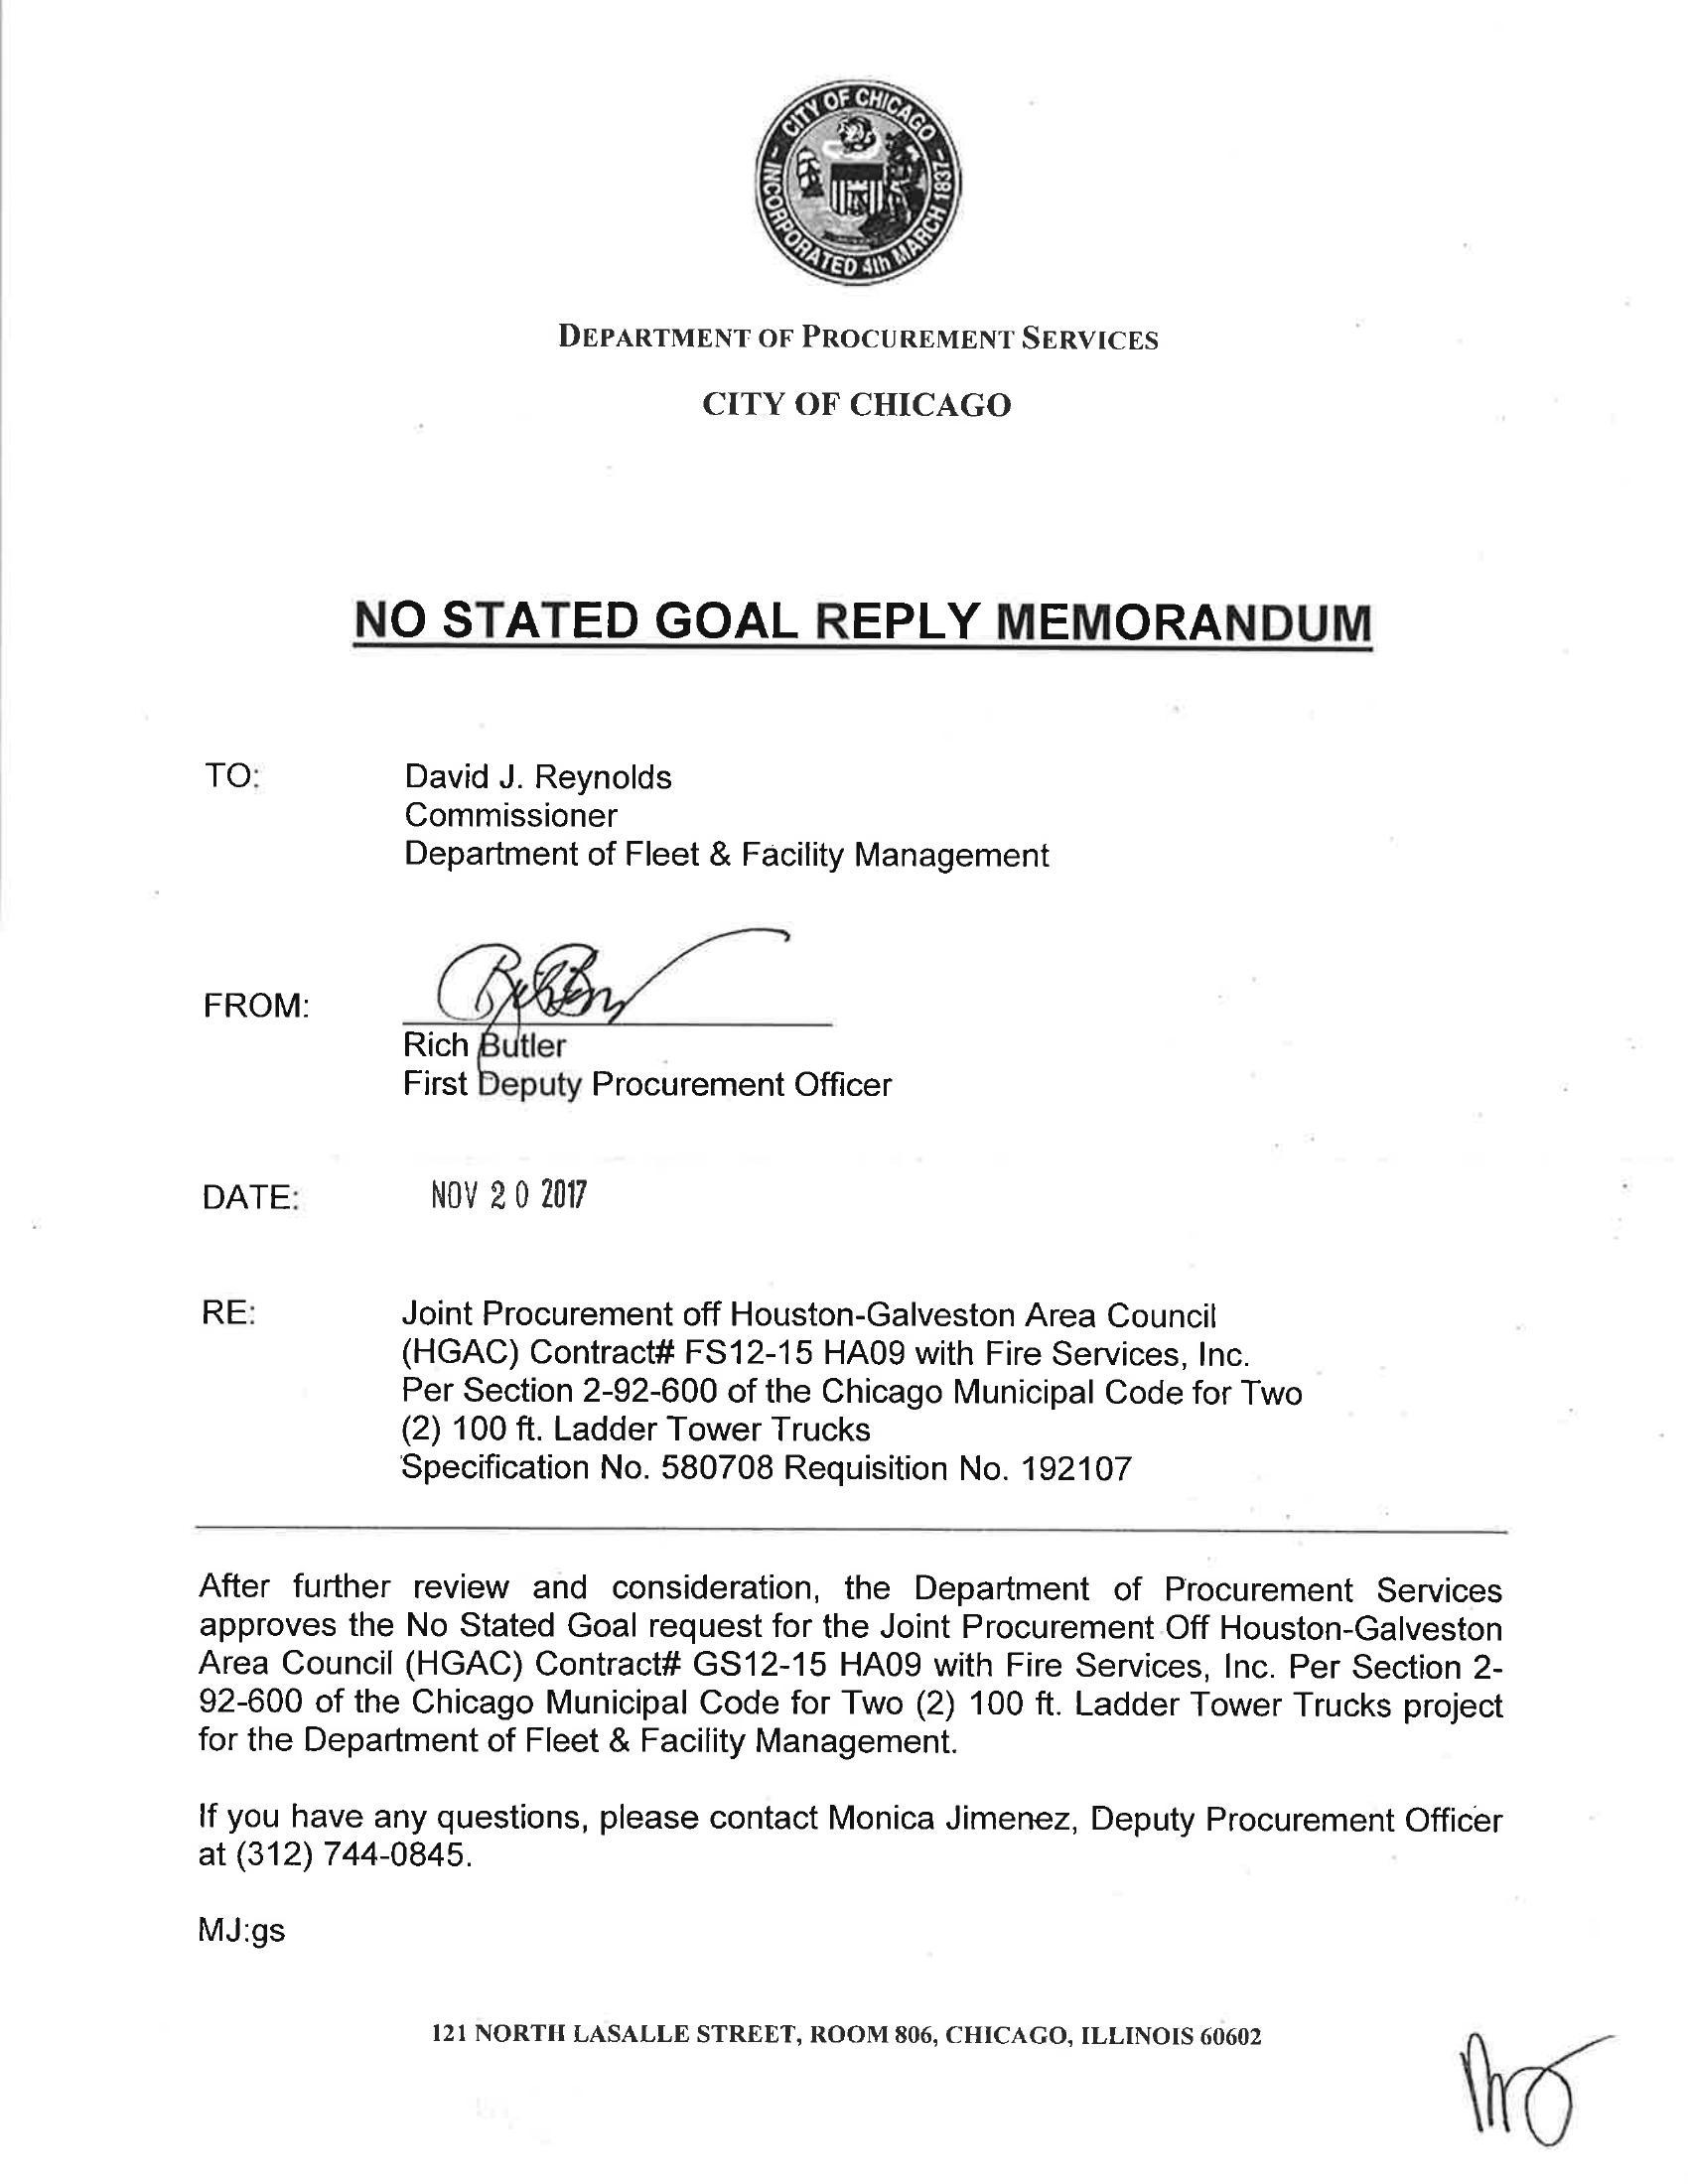 CITY OF CHICAGO
INCORPORATED 4th MARCH 1837
DEPARTMENT OF PROCUREMENT SERVICES
CITY OF CHICAGO
NO STATED GOAL REPLY MEMORANDUM
TO:
David J. Reynolds
Commissioner
Department of Fleet & Facility Management
FROM:
Rich Butler
First Deputy Procurement Officer
DATE: NOV 20 2017
RE: Joint Procurement off Houston-Galveston Area Council
(HGAC) Contract# FS12-15 HA09 with Fire Services, Inc.
Per Section 2-92-600 of the Chicago Municipal Code for Two
(2) 100 ft. Ladder Tower Trucks
Specification No. 580708 Requisition No. 192107
After further review and consideration, the Department of Procurement Services
approves the No Stated Goal request for the Joint Procurement Off Houston-Galveston
Area Council (HGAC) Contract# GS12-15 HA09 with Fire Services, Inc. Per Section 2-
92-600 of the Chicago Municipal Code for Two (2) 100 ft. Ladder Tower Trucks project
for the Department of Fleet & Facility Management.
If you have any questions, please contact Monica Jimenez, Deputy Procurement Officer
at (312) 744-0845.
MJ:gs
121 NORTH LASALLE STREET, ROOM 806, CHICAGO, ILLINOIS 60602